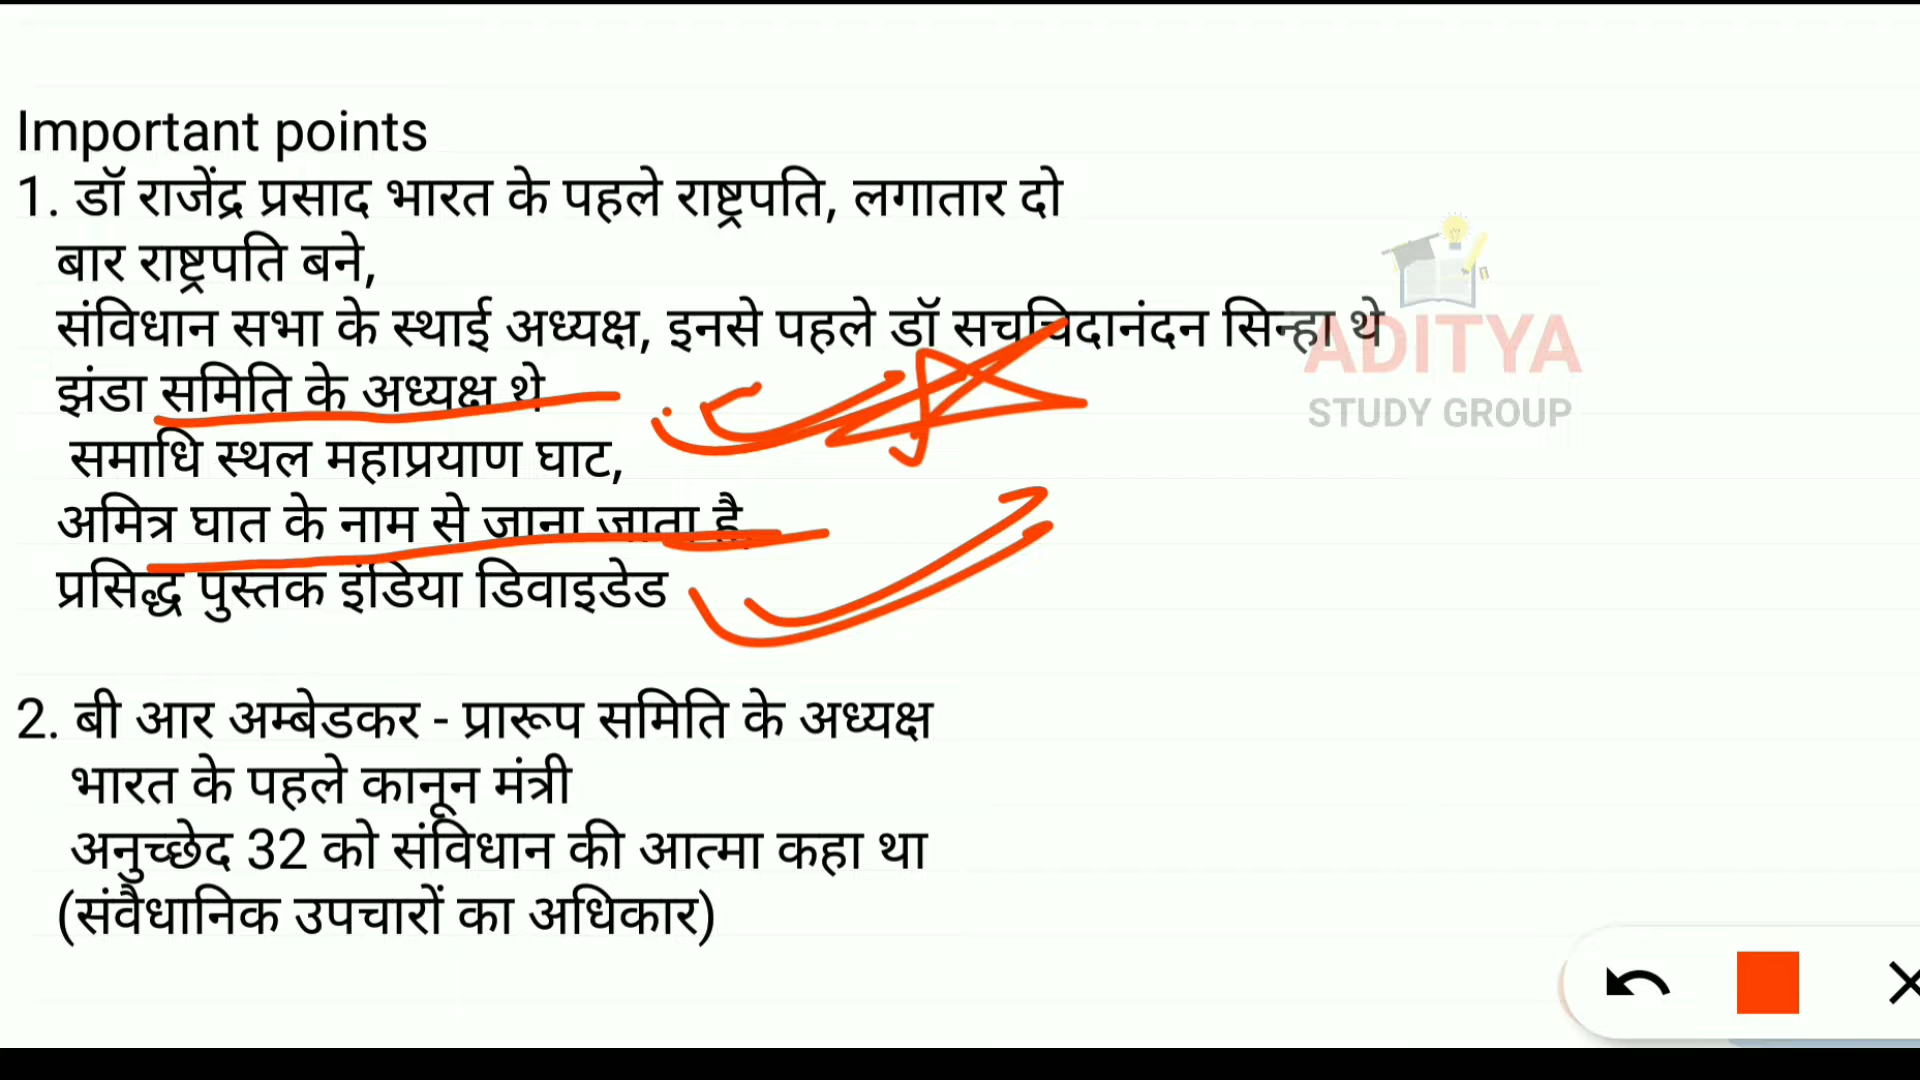 Important points
1. डॉ राजेंद्र प्रसाद भारत के पहले राष्ट्रपति, लगातार दो
बार राष्ट्रपति बने,
संविधान सभा के स्थाई अध्यक्ष, इनसे पहले डॉ सचचिदानंदन सिन्हा थे
झंडा समिति के अध्यक्ष थे
समाधि स्थल महाप्रयाण घाट,
अमित्र घात के नाम से जाना जाता है,
प्रसिद्ध पुस्तक इंडिया डिवाइडेड
2. बी आर अम्बेडकर - प्रारूप समिति के अध्यक्ष
भारत के पहले कानून मंत्री
अनुच्छेद 32 को संविधान की आत्मा कहा था
(संवैधानिक उपचारों का अधिकार)
ADITYA
STUDY GROUP